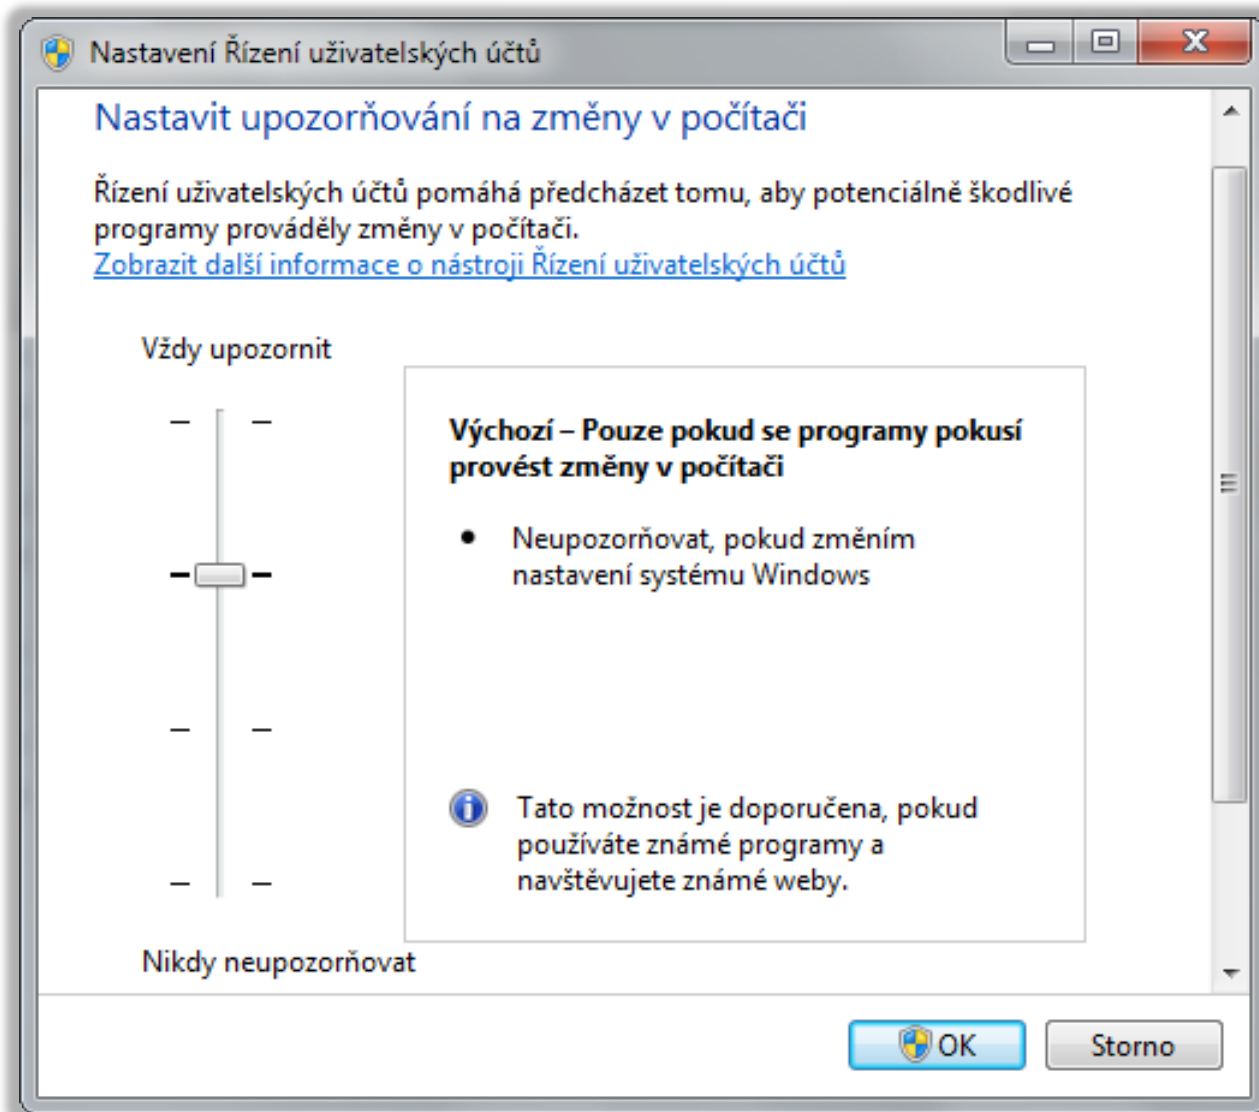 Nastavení Řízení uživatelských účtů
Nastavit upozorňování na změny v počítači
Řízení uživatelských účtů pomáhá předcházet tomu, aby potenciálně škodlivé
programy prováděly změny v počítači.
Zobrazit další informace o nástroji Řízení uživatelských účtů
Vždy upozornit
Výchozí – Pouze pokud se programy pokusí
provést změny v počítači
• Neupozorňovat, pokud změním
nastavení systému Windows
Tato možnost je doporučena, pokud
používáte známé programy a
navštěvujete známé weby.
Nikdy neupozorňovat
OK
Storno